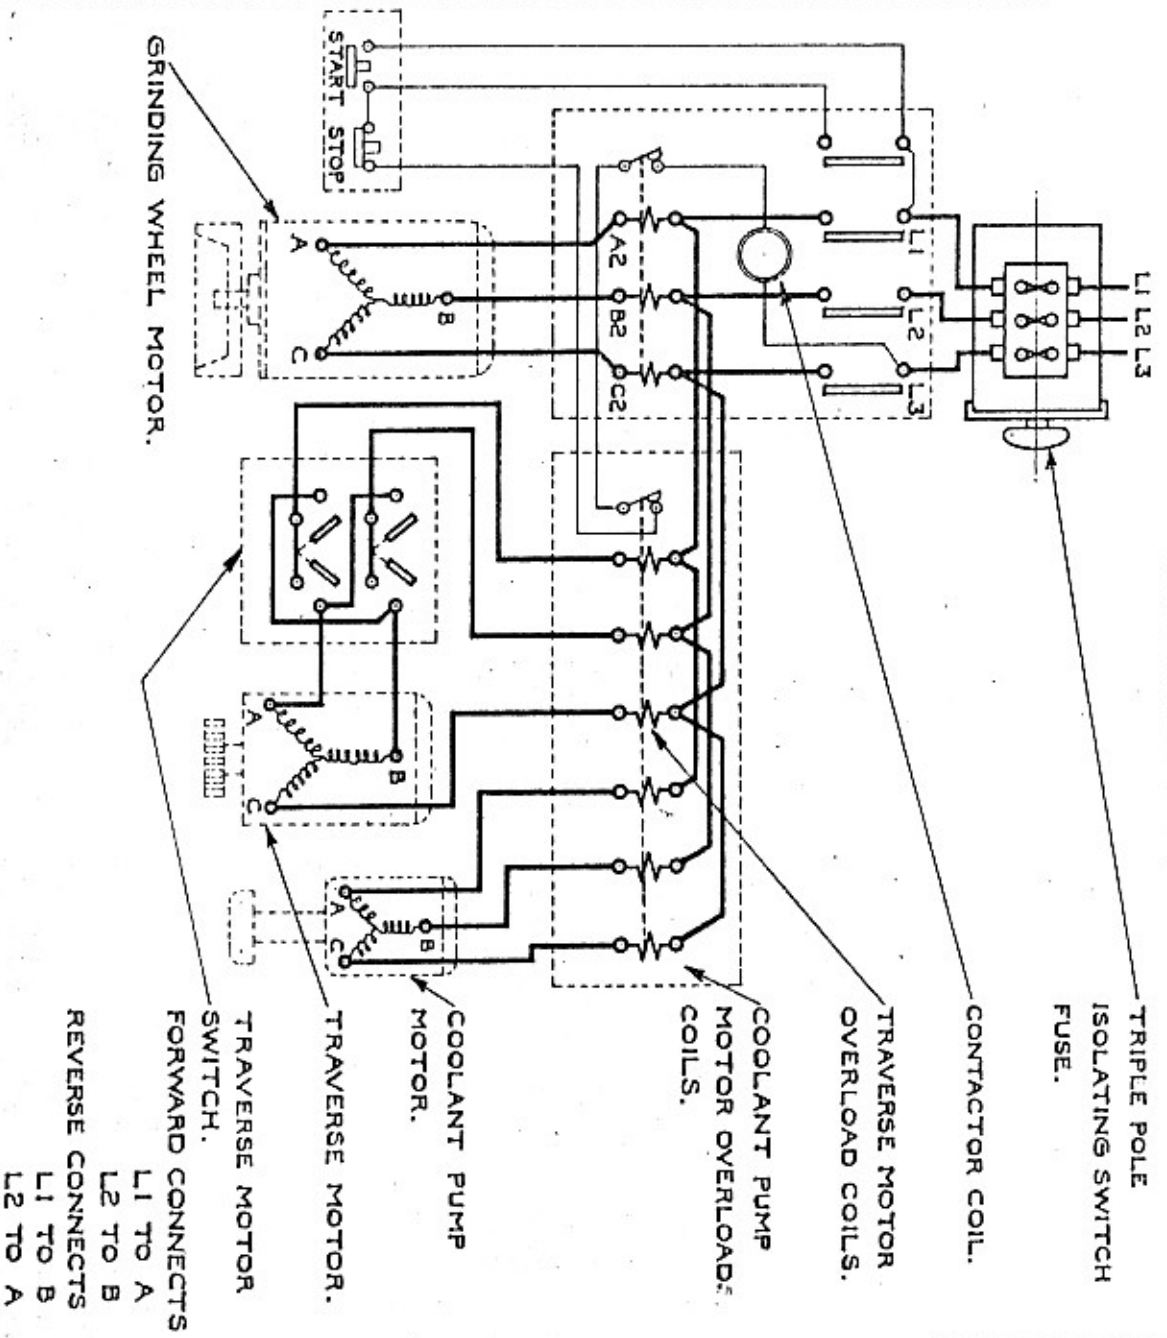 L1
L2
L3
TRIPLE POLE
ISOLATING SWITCH
FUSE.
CONTACTOR COIL.
TRAVERSE MOTOR
OVERLOAD COILS.
COOLANT PUMP
MOTOR OVERLOADS
COILS.
COOLANT PUMP
MOTOR.
TRAVERSE MOTOR.
TRAVERSE MOTOR
SWITCH.
FORWARD CONNECTS
L1 TO A
L2 TO B
REVERSE CONNECTS
L1 TO B
L2 TO A
L1
L2
L3
A2
B2
C2
START
STOP
GRINDING WHEEL MOTOR.
A
B
C
A
B
C
A
B
C